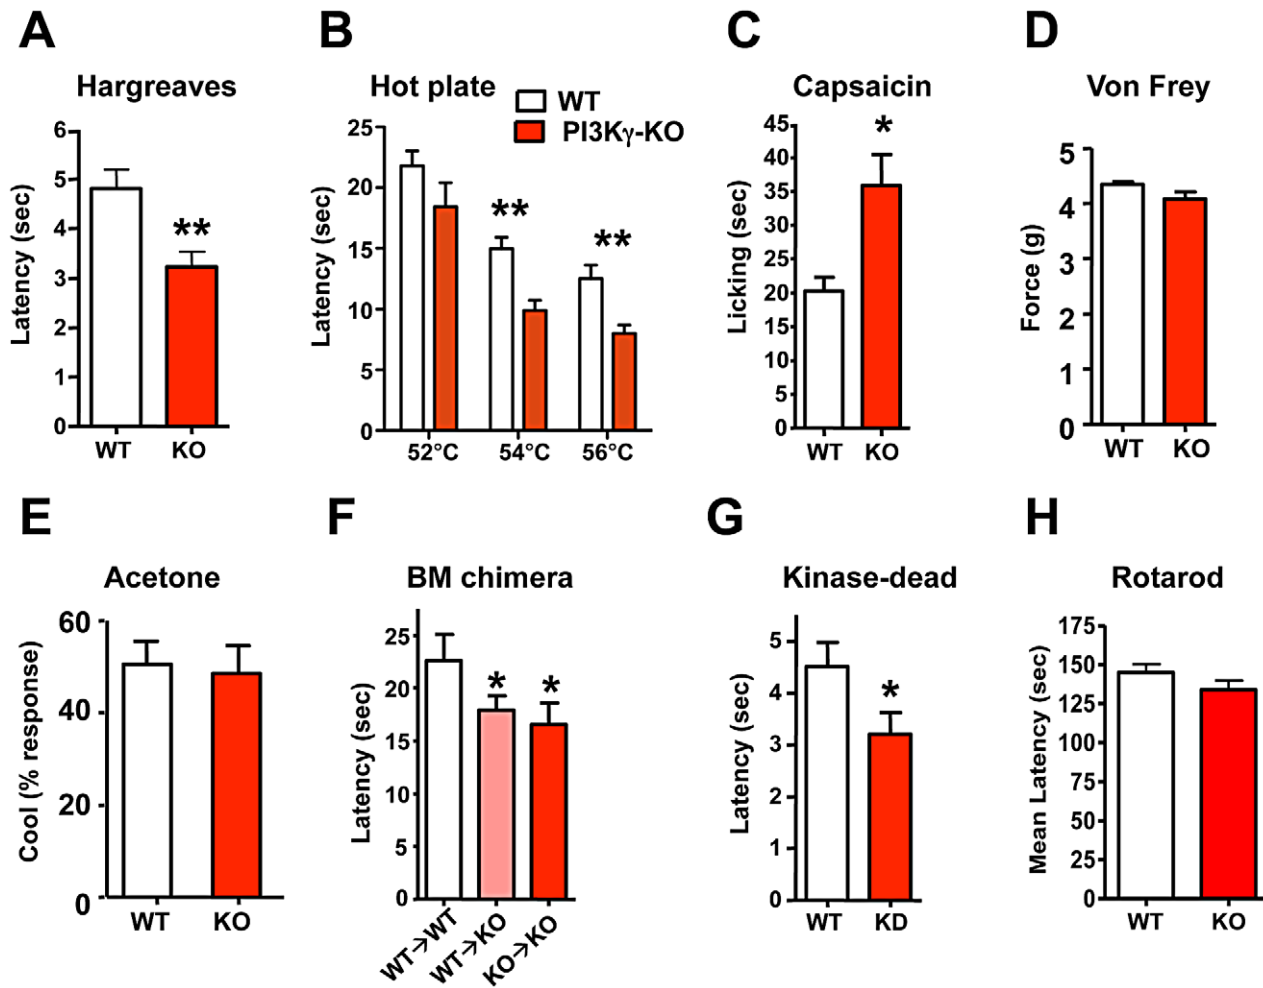 A
Hargreaves
Latency (sec)
6
5
4
3
2
1
0
**
WT
KO
B
Hot plate
WT
PI3Kγ-KO
Latency (sec)
25
20
15
10
5
0
**
**
52°C
54°C
56°C
C
Capsaicin
Licking (sec)
45
40
35
30
25
20
15
10
5
0
*
WT
KO
D
Von Frey
Force (g)
5
4
3
2
1
0
WT
KO
E
Acetone
Cool (% response)
60
40
20
0
WT
KO
F
BM chimera
Latency (sec)
25
20
15
10
5
0
*
*
WT→WT
WT→KO
KO→KO
G
Kinase-dead
Latency (sec)
5
4
3
2
1
0
*
WT
KD
H
Rotarod
Mean Latency (sec)
175
150
125
100
75
50
25
0
WT
KO